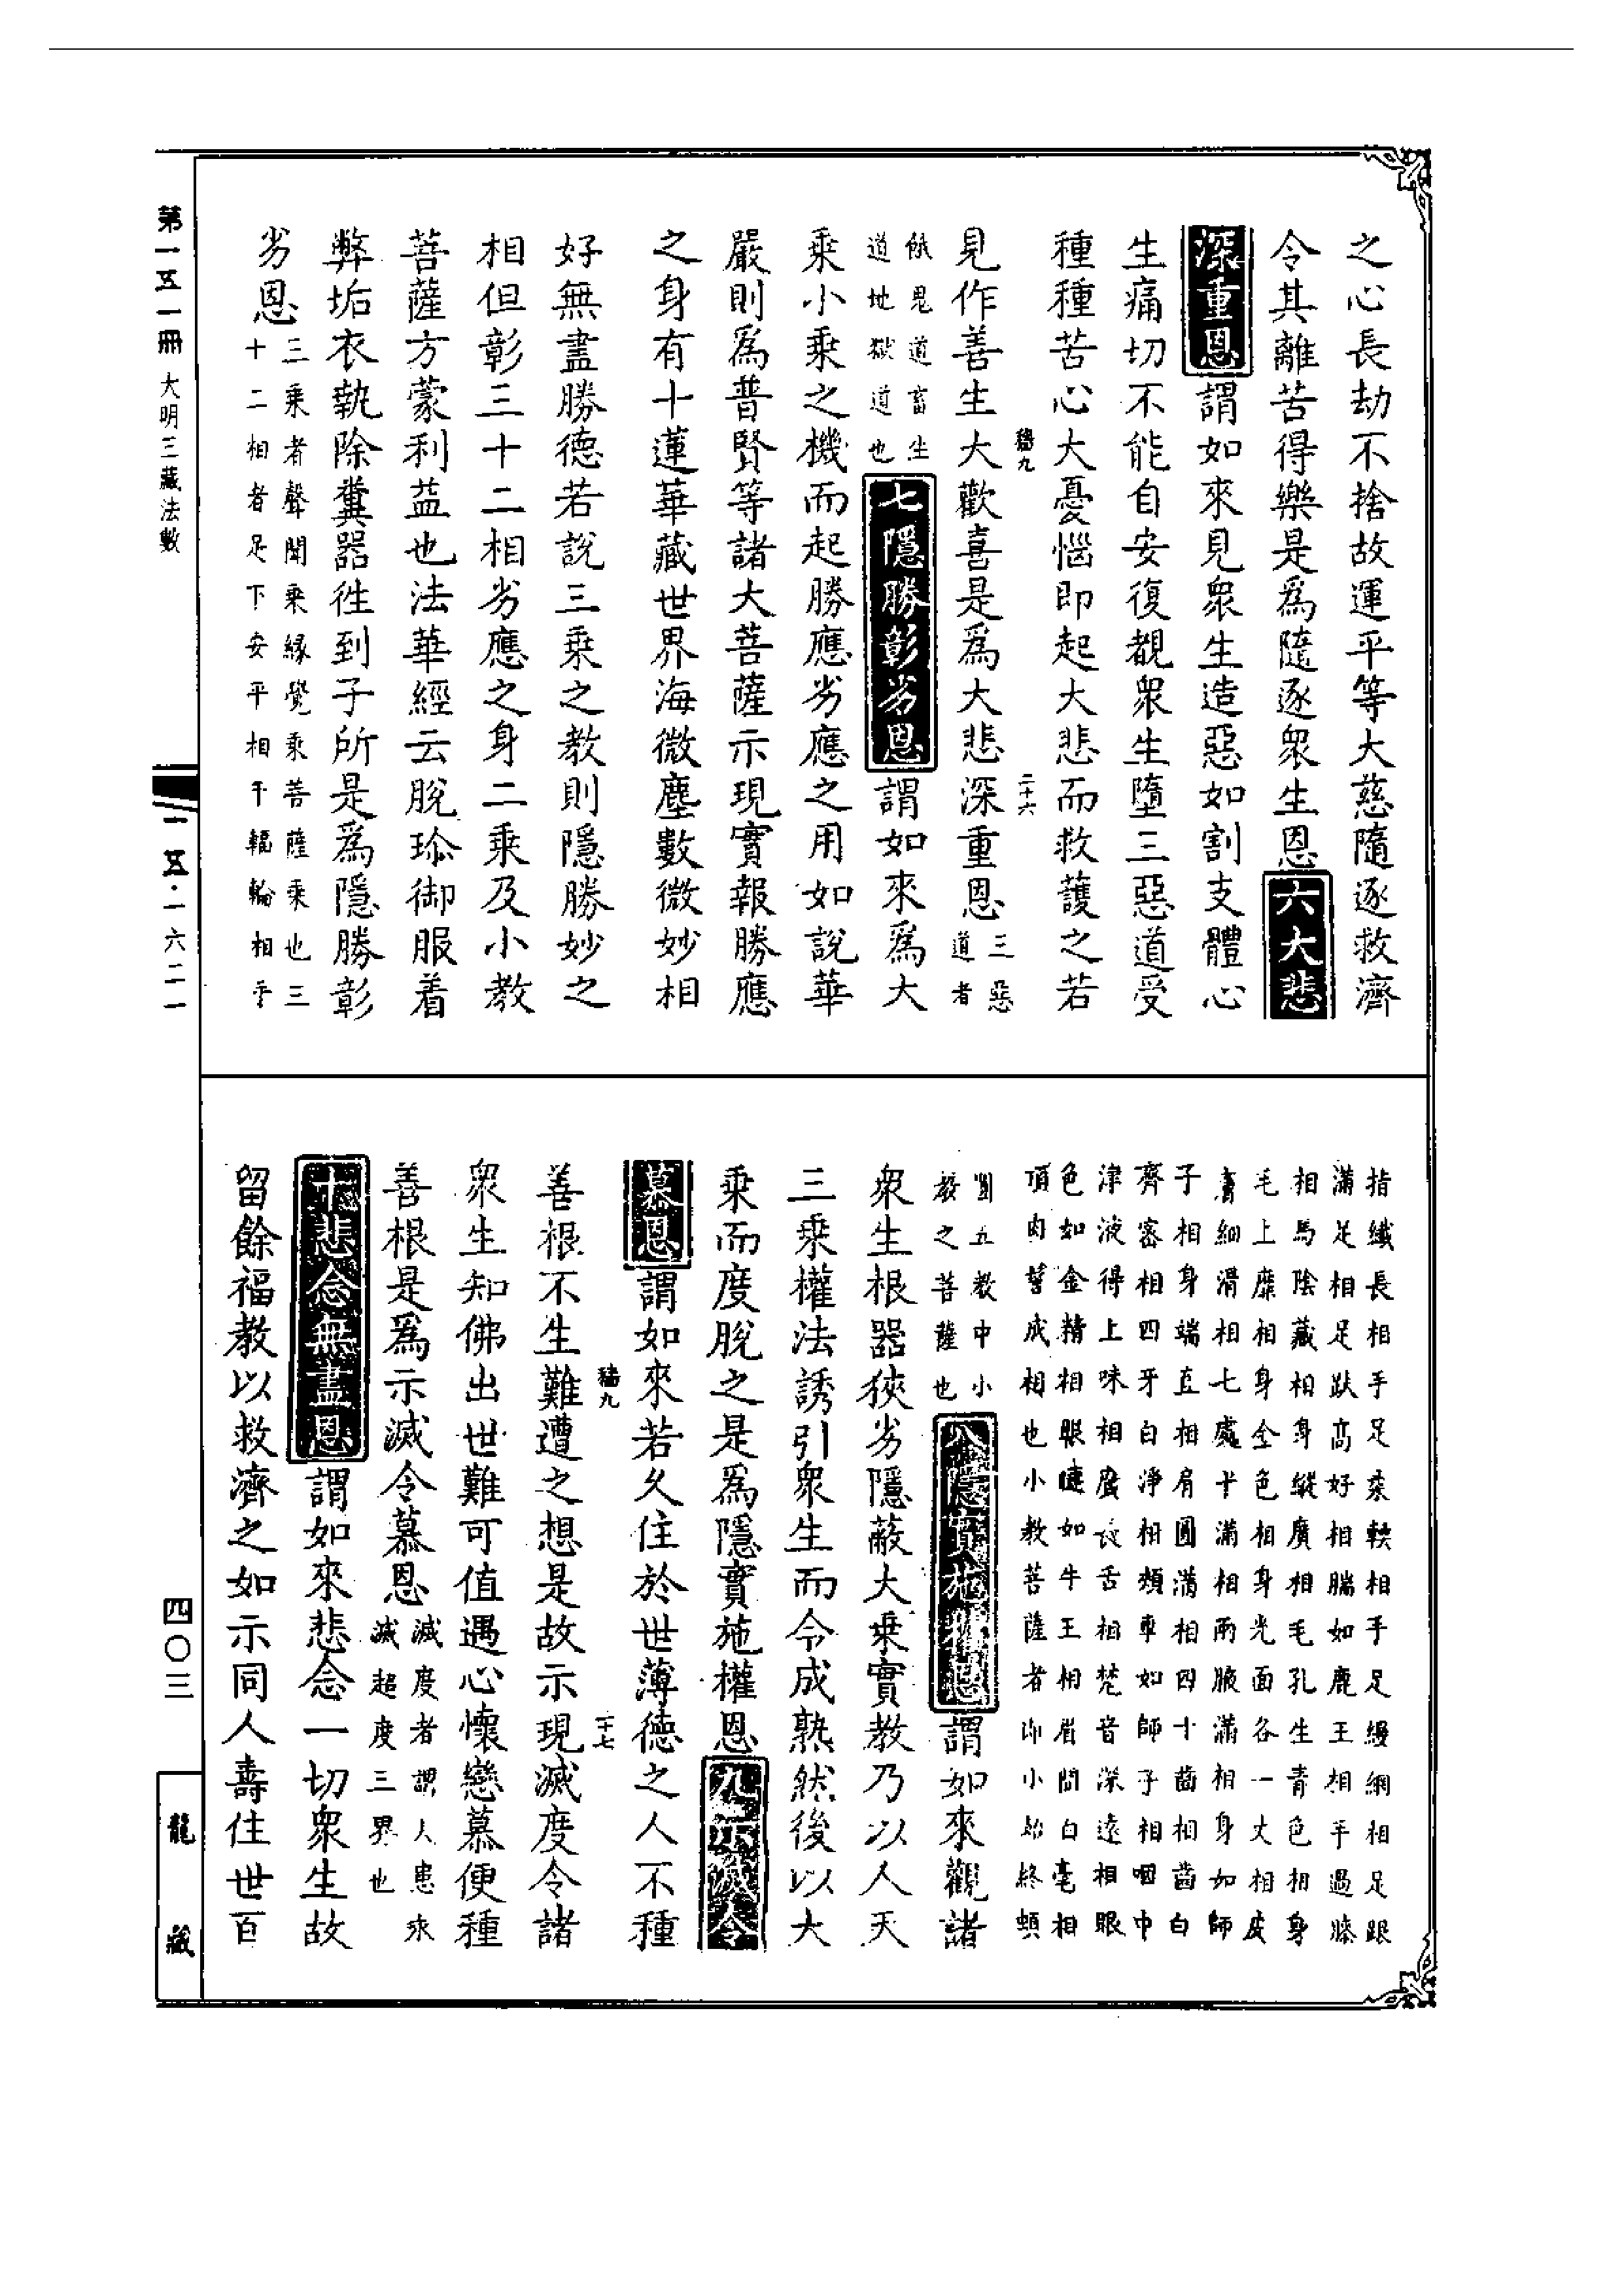 之心長劫不捨故運平等大慈隨逐救濟
令其離苦得樂是爲隨逐衆生恩六大悲
深重恩謂如來見衆生造惡如割支體心
生痛切不能自安復覩衆生墮三惡道受
種種苦心大憂惱即起大悲而救護之若
二十六
見作善生大歡喜是爲大悲深重恩三惡
道者
餓鬼道畜生
道地獄道也七隱勝彰劣恩謂如來爲大
乘小乘之機而起勝應劣應之用如說華
嚴則爲普賢等諸大菩薩示現實報勝應
之身有十蓮華藏世界海微塵數微妙相
好無盡勝德若說三乘之教則隱勝妙之
相但彰三十二相劣應之身二乘及小教
菩薩方蒙利益也法華經云脫珍御服着
弊垢衣執除糞器徃到子所是爲隱勝彰
劣恩三乘者聲聞乘緣覺乘菩薩乘也三
十二相者足下安平相千輻輪相手
指纖長相手足柔輭相手足縵網相足跟
滿足相足趺高好相腨如鹿王相手過膝
相馬陰藏相身縱廣相毛孔生青色相身
毛上靡相身金色相身光面各一丈相皮
膚細滑相七處平滿相兩腋滿相身如師
子相身端直相肩圓滿相四十齒相齒白
齊密相四牙白淨相頰車如師子相咽中
津液得上味相廣長舌相梵音深遠相眼
色如金精相眼睫如牛王相眉間白毫相
頂肉髻成相也小教菩薩者即小始終頓
圓五教中小
教之菩薩也八隱實施權恩謂如來觀諸
衆生根器狹劣隱蔽大乘實教乃以人天
三乘權法誘引衆生而令成熟然後以大
乘而度脫之是爲隱實施權恩九示滅令
慕恩謂如來若久住於世薄德之人不種
二十七
善根不生難遭之想是故示現滅度令諸
衆生知佛出世難可值遇心懷戀慕便種
善根是爲示滅令慕恩滅度者謂人患永
滅超度三界也
十悲念無盡恩謂如來悲念一切衆生故
留餘福教以救濟之如示同人壽住世百
第一五一冊 大明三藏法數
一五·一六二一
四〇三
龍藏